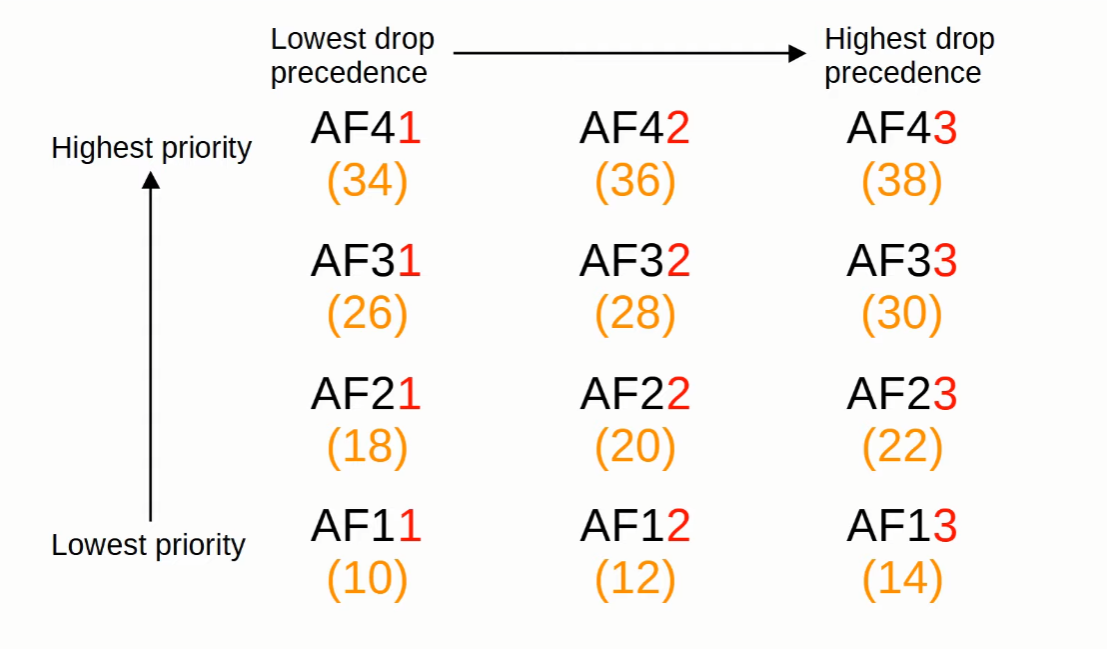 Lowest drop
precedence
Highest drop
precedence
Highest priority
AF41 AF42 AF43
(34) (36) (38)
AF31 AF32 AF33
(26) (28) (30)
AF21 AF22 AF23
(18) (20) (22)
AF11 AF12 AF13
Lowest priority
(10) (12) (14)